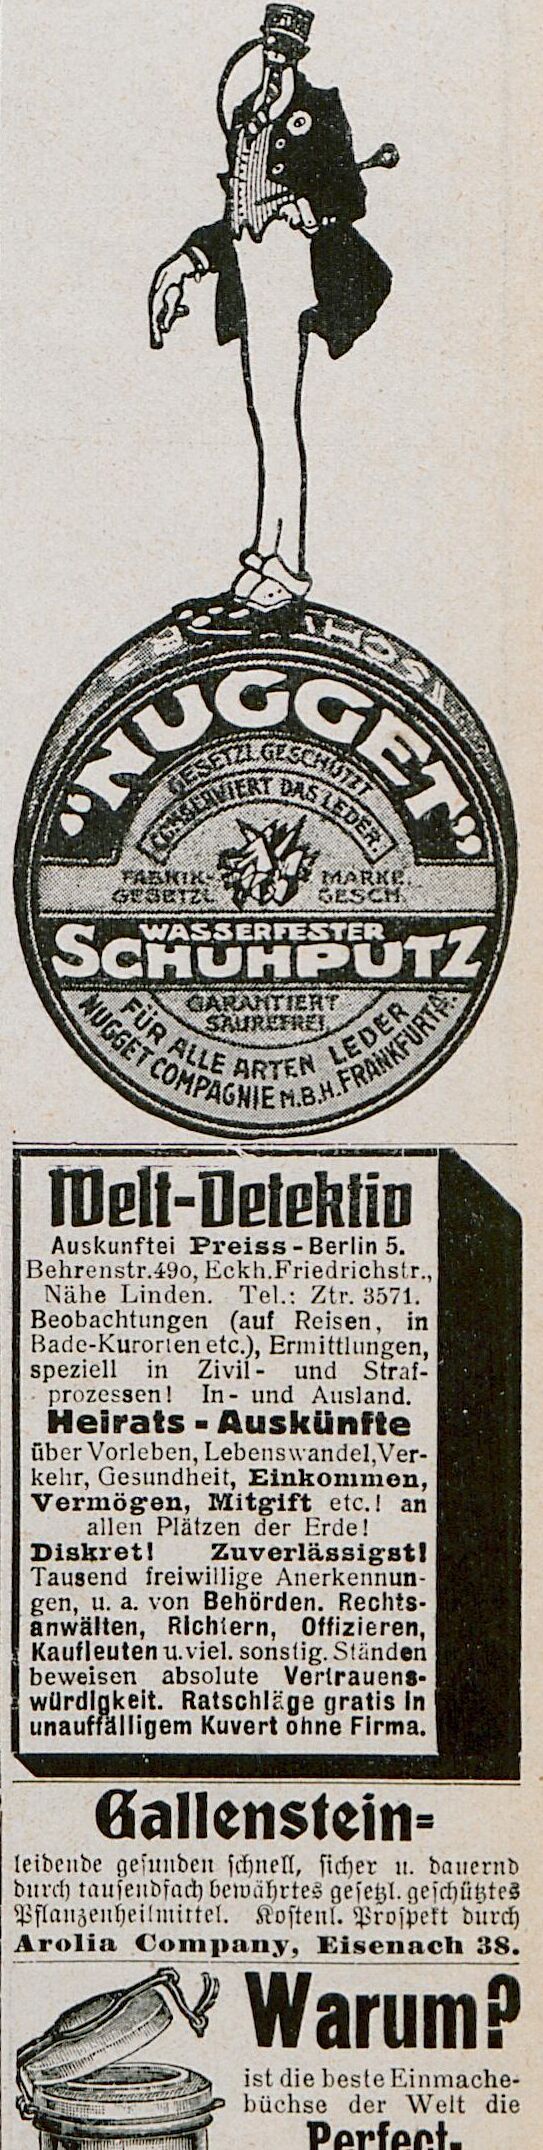 "NUGGET"
GESETZL. GESCHÜTZT
CONSERVIERT DAS LEDER.
FABRIK- MARKE.
GESETZL. GESCH.
WASSERFESTER
SCHUHPUTZ
GARANTIERT
SÄUREFREI
FÜR ALLE ARTEN LEDER
NUGGET COMPAGNIE M.B.H. FRANKFURT A.
Welt-Detektiv
Auskunftei Preiss-Berlin 5.
Behrenstr.49o, Eckh.Friedrichstr.,
Nähe Linden. Tel.: Ztr. 3571.
Beobachtungen (auf Reisen, in
Bade-Kurorten etc.), Ermittlungen,
speziell in Zivil- und Straf-
prozessen! In- und Ausland.
Heirats-Auskünfte
über Vorleben, Lebenswandel, Ver-
kehr, Gesundheit, Einkommen,
Vermögen, Mitgift etc.! an
allen Plätzen der Erde!
Diskret! Zuverlässigst!
Tausend freiwillige Anerkennun-
gen, u. a. von Behörden. Rechts-
anwälten, Richtern, Offizieren,
Kaufleuten u. viel. sonstig. Ständen
beweisen absolute Vertrauens-
würdigkeit. Ratschläge gratis in
unauffälligem Kuvert ohne Firma.
Gallenstein=
leidende gesunden schnell, sicher u. dauernd
durch tausendfach bewährtes gesetzl. geschütztes
Pflanzenheilmittel. Kostenl. Prospekt durch
Arolia Company, Eisenach 38.
Warum?
ist die beste Einmache-
büchse der Welt die
Perfect-